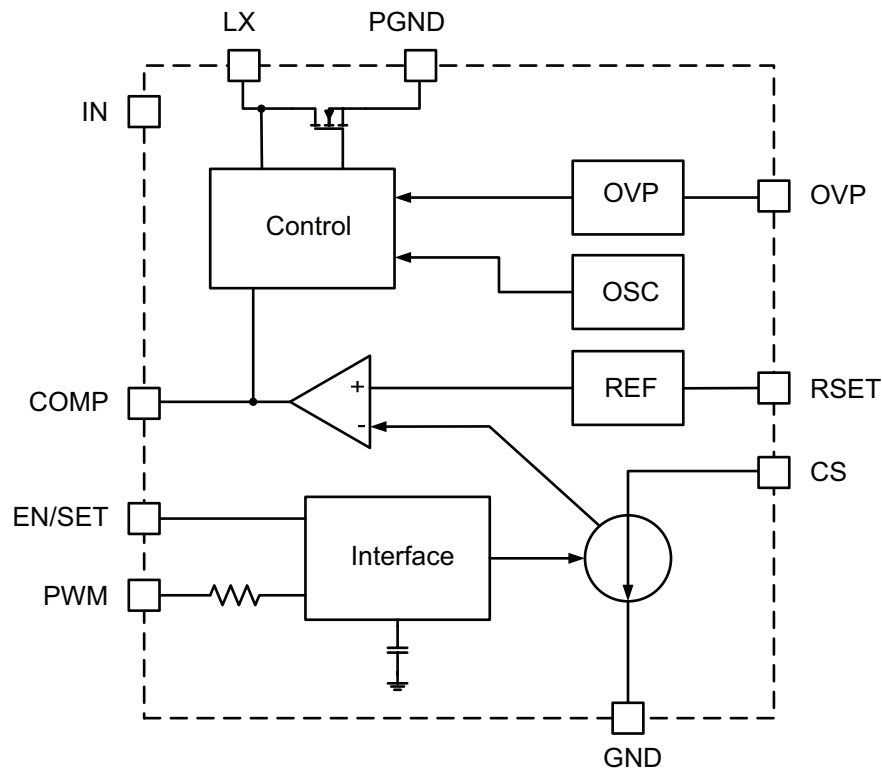 LX
PGND
IN
OVP
OVP
Control
OSC
REF
RSET
COMP
+
-
CS
EN/SET
Interface
PWM
GND